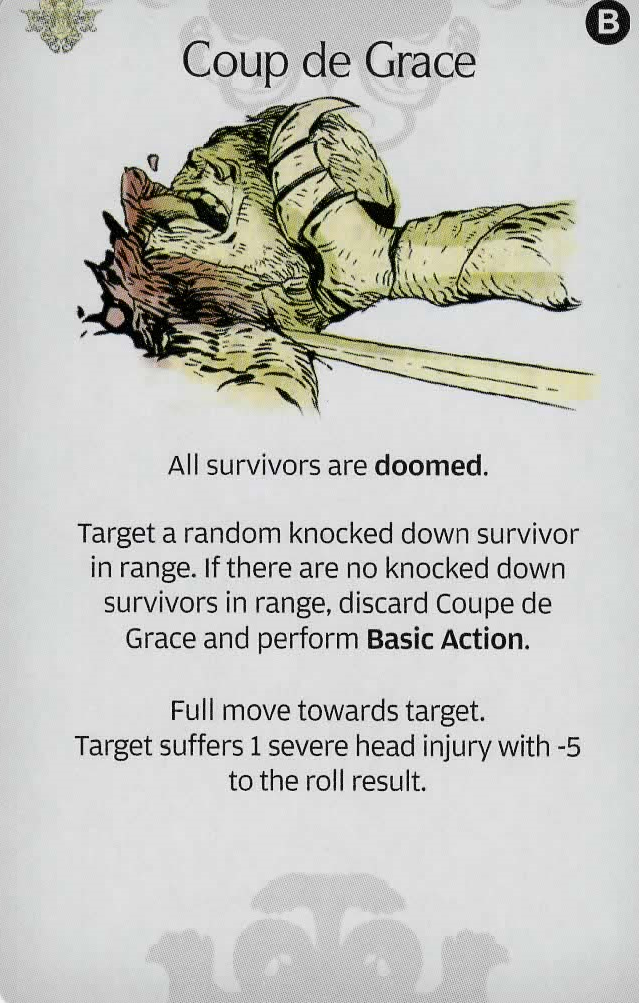 B
Coup de Grace
All survivors are doomed.
Target a random knocked down survivor
in range. If there are no knocked down
survivors in range, discard Coupe de
Grace and perform Basic Action.
Full move towards target.
Target suffers 1 severe head injury with -5
to the roll result.